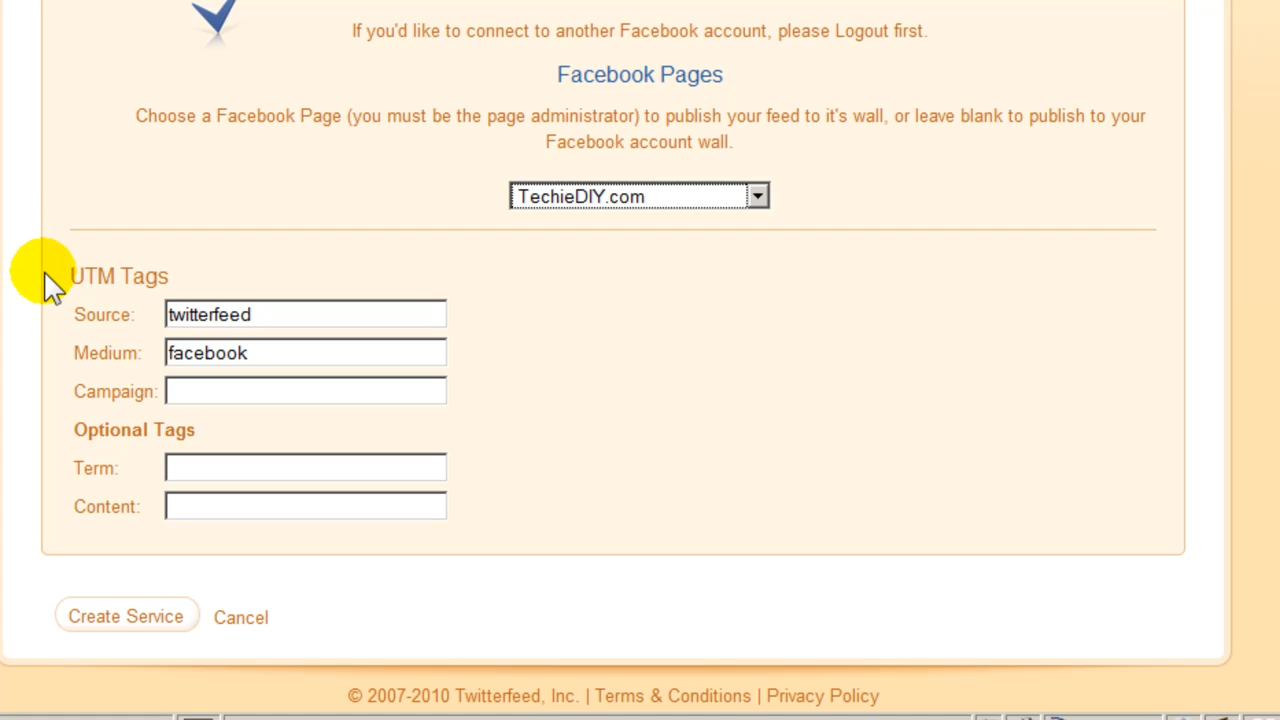 If you'd like to connect to another Facebook account, please Logout first.
Facebook Pages
Choose a Facebook Page (you must be the page administrator) to publish your feed to it's wall, or leave blank to publish to your
Facebook account wall.
TechieDIY.com
UTM Tags
Source: twitterfeed
Medium: facebook
Campaign:
Optional Tags
Term:
Content:
Create Service Cancel
© 2007-2010 Twitterfeed, Inc. | Terms & Conditions | Privacy Policy